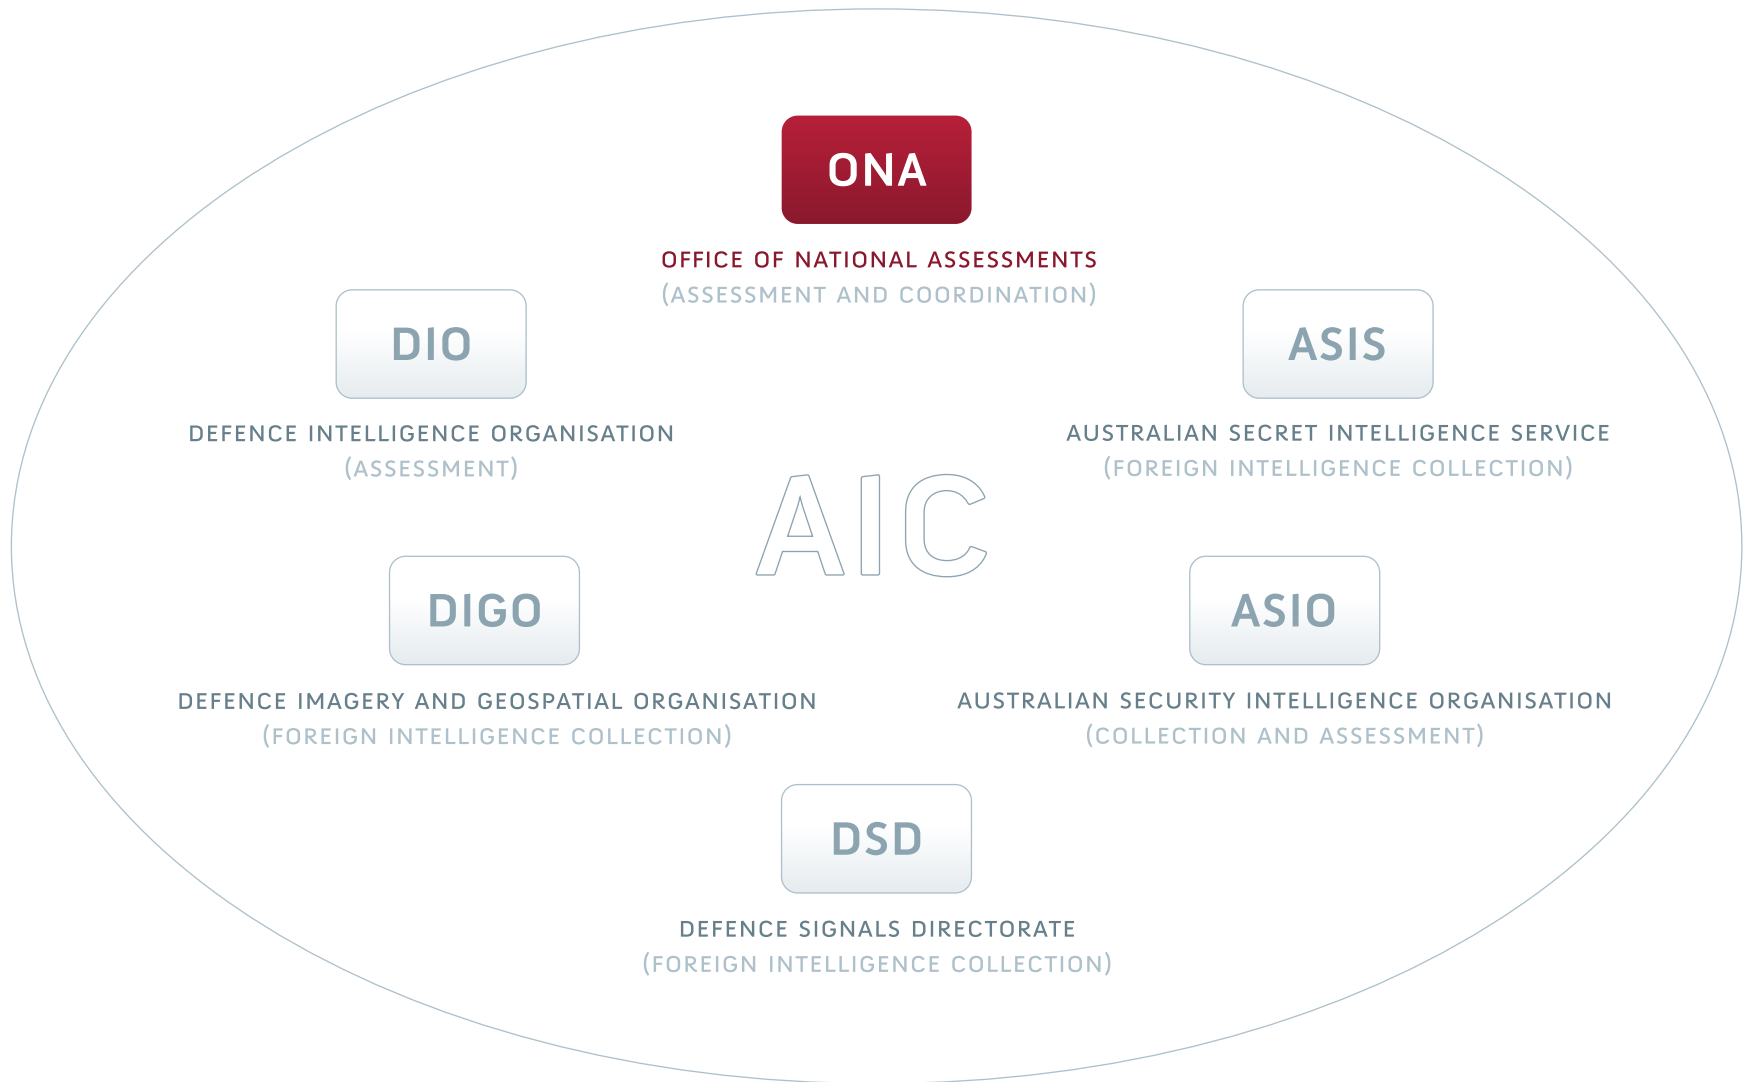 ONA
OFFICE OF NATIONAL ASSESSMENTS
(ASSESSMENT AND COORDINATION)
DIO
DEFENCE INTELLIGENCE ORGANISATION
(ASSESSMENT)
ASIS
AUSTRALIAN SECRET INTELLIGENCE SERVICE
(FOREIGN INTELLIGENCE COLLECTION)
AIC
DIGO
DEFENCE IMAGERY AND GEOSPATIAL ORGANISATION
(FOREIGN INTELLIGENCE COLLECTION)
ASIO
AUSTRALIAN SECURITY INTELLIGENCE ORGANISATION
(COLLECTION AND ASSESSMENT)
DSD
DEFENCE SIGNALS DIRECTORATE
(FOREIGN INTELLIGENCE COLLECTION)